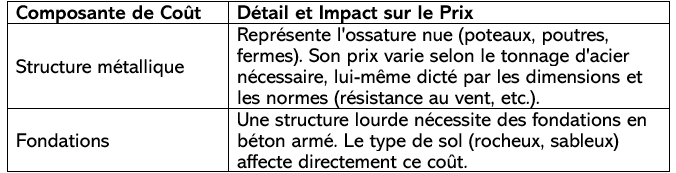 Composante de Coût
Détail et Impact sur le Prix
Structure métallique
Représente l'ossature nue (poteaux, poutres,
fermes). Son prix varie selon le tonnage d'acier
nécessaire, lui-même dicté par les dimensions et
les normes (résistance au vent, etc.).
Fondations
Une structure lourde nécessite des fondations en
béton armé. Le type de sol (rocheux, sableux)
affecte directement ce coût.